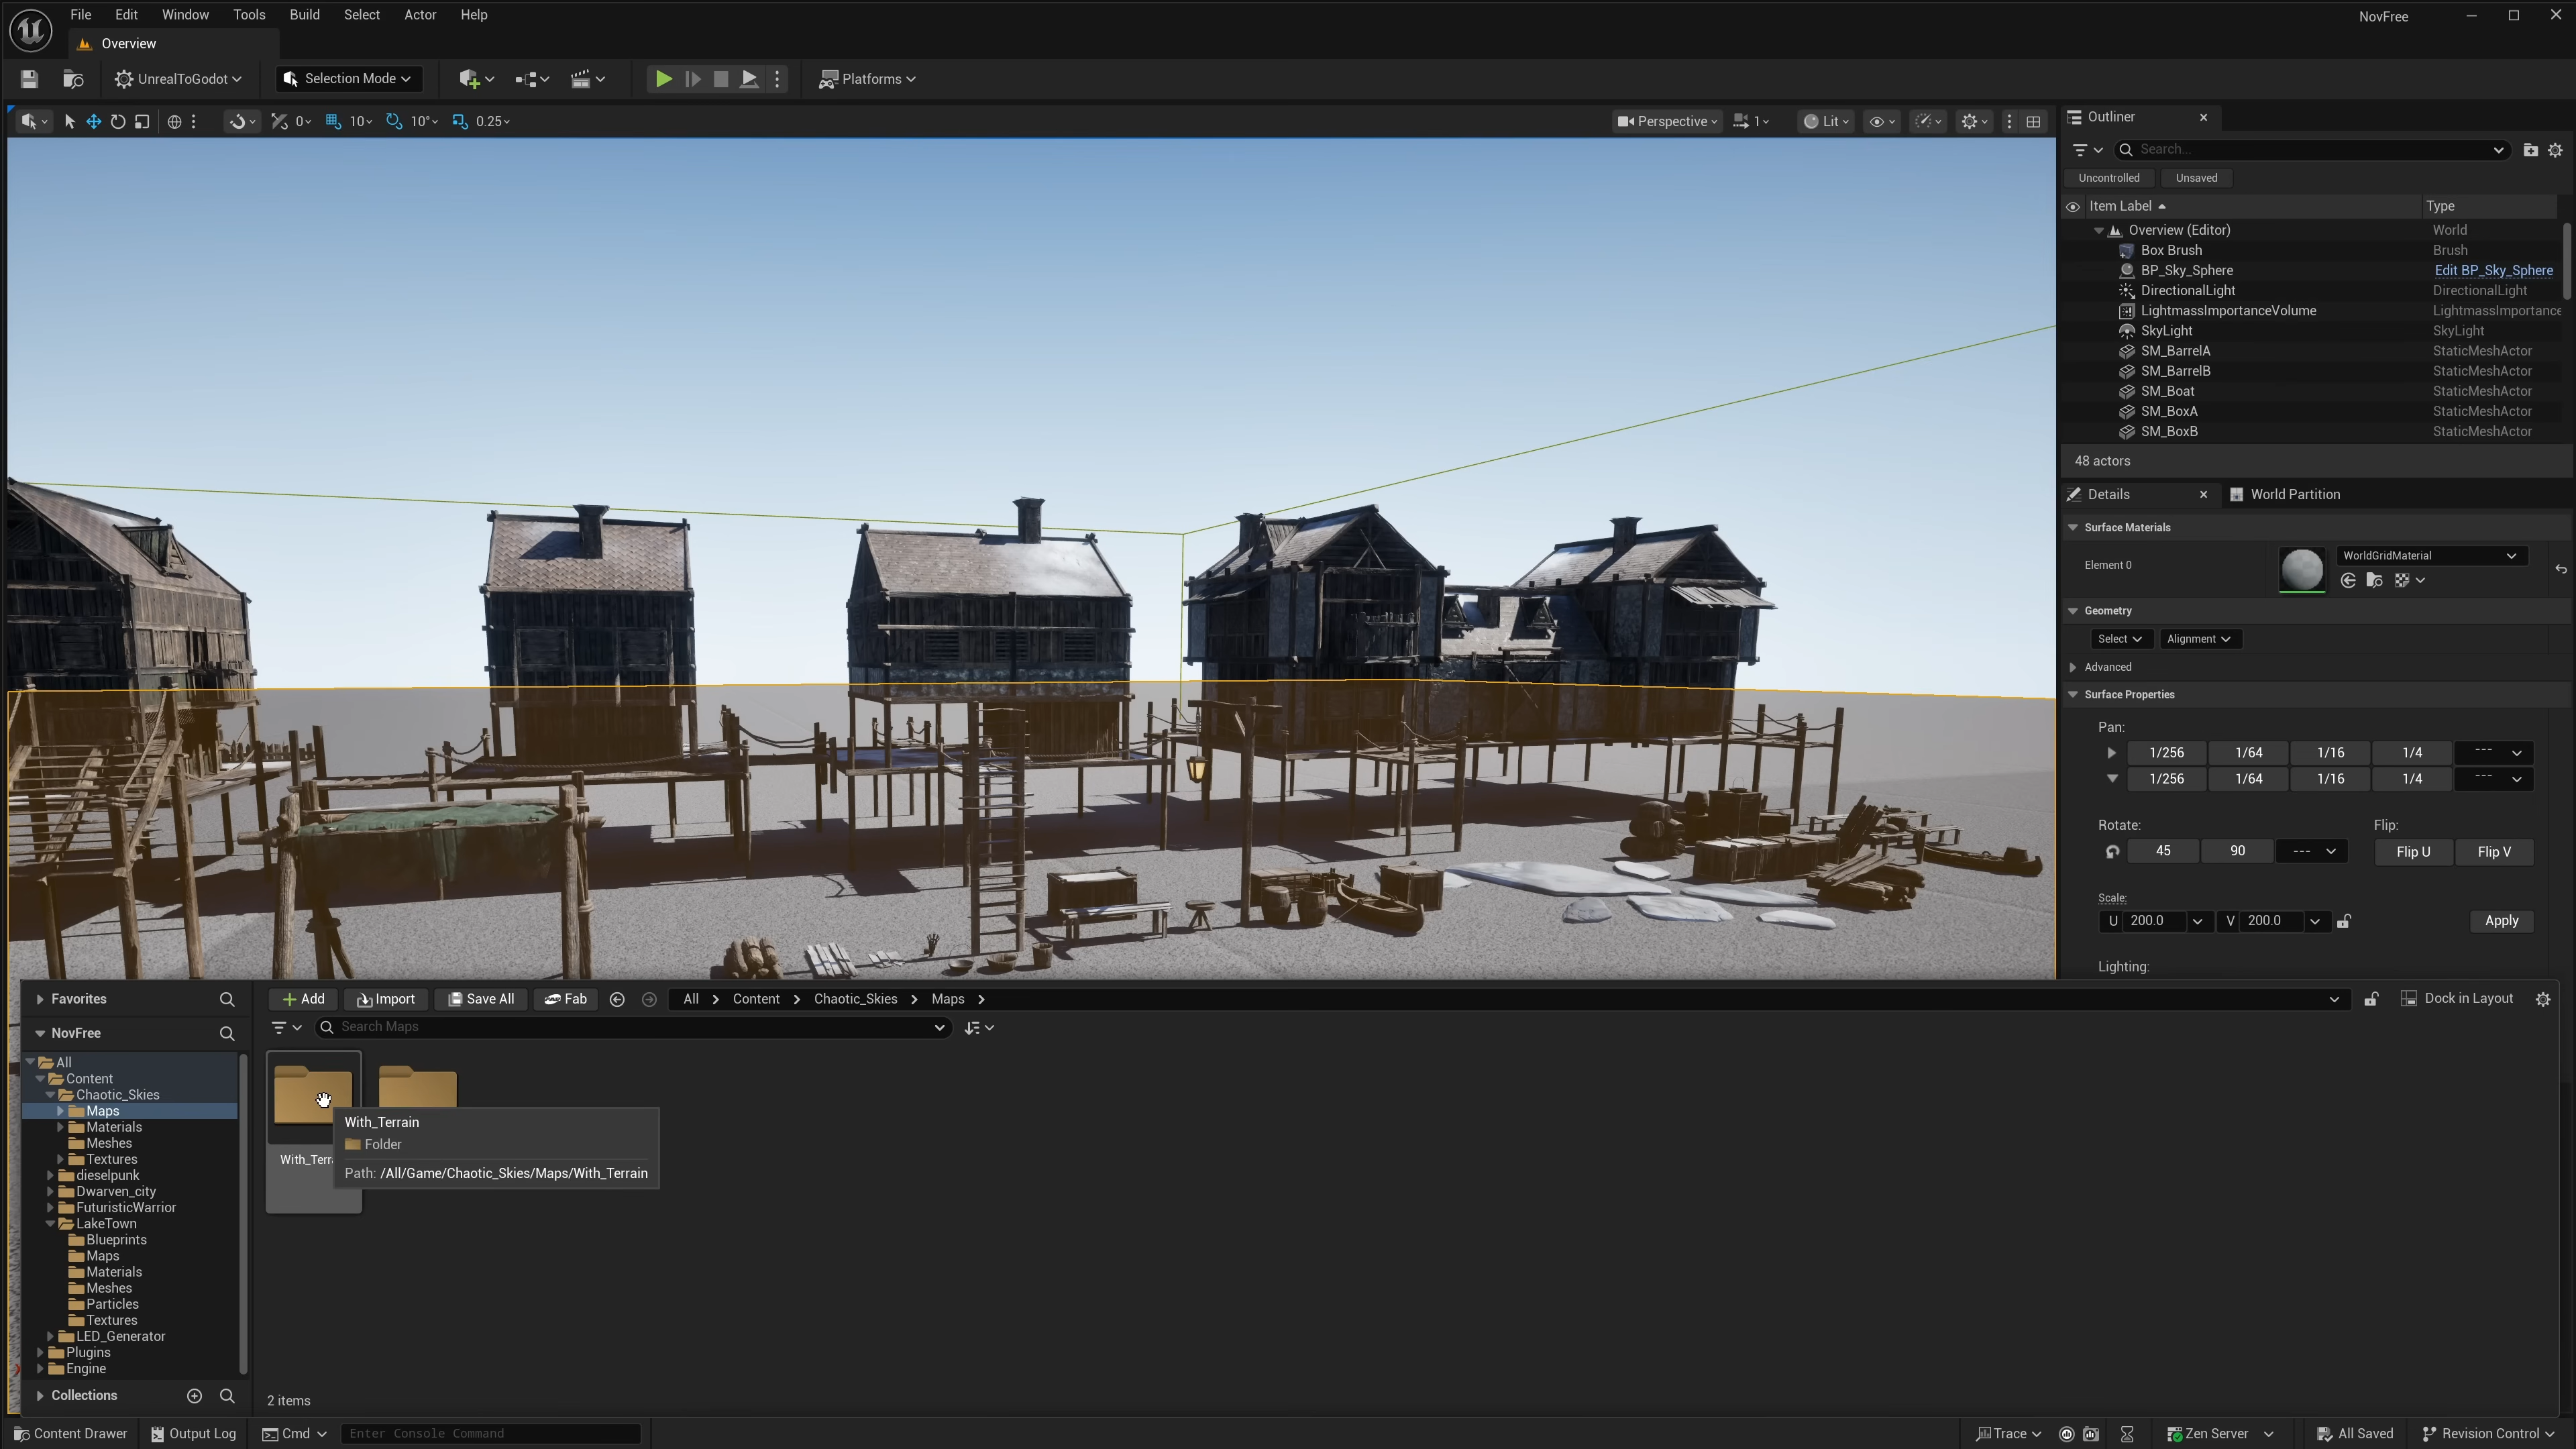 File Edit Window Tools Build Select Actor Help
NovFree
Overview
UnrealToGodot
Selection Mode
Platforms
0
10
10°
0.25
Perspective
1
Lit
Outliner
Search...
Uncontrolled
Unsaved
Item Label
Type
Overview (Editor) World
Box Brush Brush
BP_Sky_Sphere Edit BP_Sky_Sphere
DirectionalLight DirectionalLight
LightmassImportanceVolume LightmassImportance
SkyLight SkyLight
SM_BarrelA StaticMeshActor
SM_BarrelB StaticMeshActor
SM_Boat StaticMeshActor
SM_BoxA StaticMeshActor
SM_BoxB StaticMeshActor
48 actors
Details
World Partition
Surface Materials
Element 0
WorldGridMaterial
Geometry
Select
Alignment
Advanced
Surface Properties
Pan:
1/256 1/64 1/16 1/4 ---
1/256 1/64 1/16 1/4 ---
Rotate: Flip:
45 90 --- Flip U Flip V
Scale:
U 200.0 V 200.0 Apply
Lighting:
Favorites
NovFree
All
Content
Chaotic_Skies
Maps
Materials
Meshes
Textures
dieselpunk
Dwarven_city
FuturisticWarrior
LakeTown
Blueprints
Maps
Materials
Meshes
Particles
Textures
LED_Generator
Plugins
Engine
Collections
Add
Import
Save All
Fab
All > Content > Chaotic_Skies > Maps >
Dock in Layout
Search Maps
With_Terr
With_Terrain
Folder
Path: /All/Game/Chaotic_Skies/Maps/With_Terrain
2 items
Content Drawer
Output Log
Cmd
Enter Console Command
Trace
Zen Server
All Saved
Revision Control